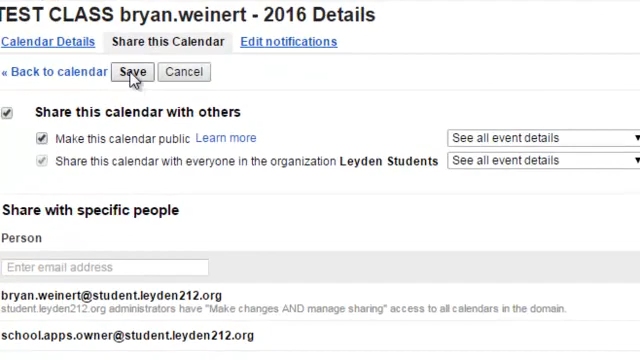 TEST CLASS bryan.weinert - 2016 Details
Calendar Details Share this Calendar Edit notifications
« Back to calendar Save Cancel
Share this calendar with others
Make this calendar public Learn more See all event details
Share this calendar with everyone in the organization Leyden Students See all event details
Share with specific people
Person
Enter email address
bryan.weinert@student.leyden212.org
student.leyden212.org administrators have "Make changes AND manage sharing" access to all calendars in the domain.
school.apps.owner@student.leyden212.org